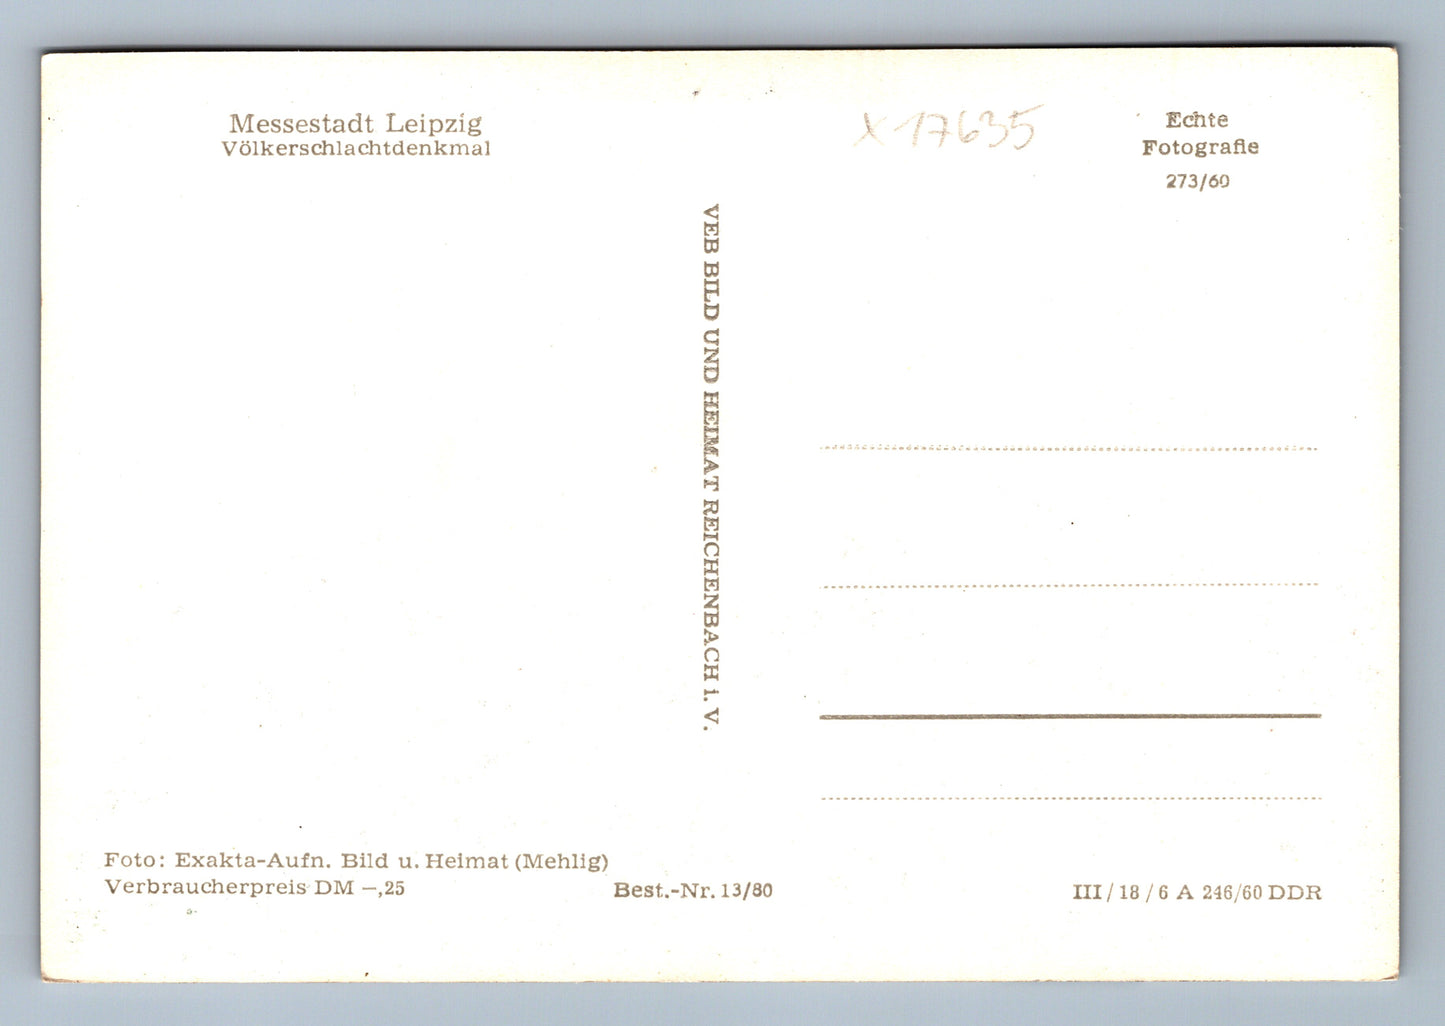 Messestadt Leipzig
Völkerschlachtdenkmal
X 17635
Echte
Fotografie
273/60
VEB BILD UND HEIMAT REICHENBACH i. V.
Foto: Exakta-Aufn. Bild u. Heimat (Mehlig)
Verbraucherpreis DM –,25
Best.-Nr. 13/80
III / 18 / 6 A 246/60 DDR